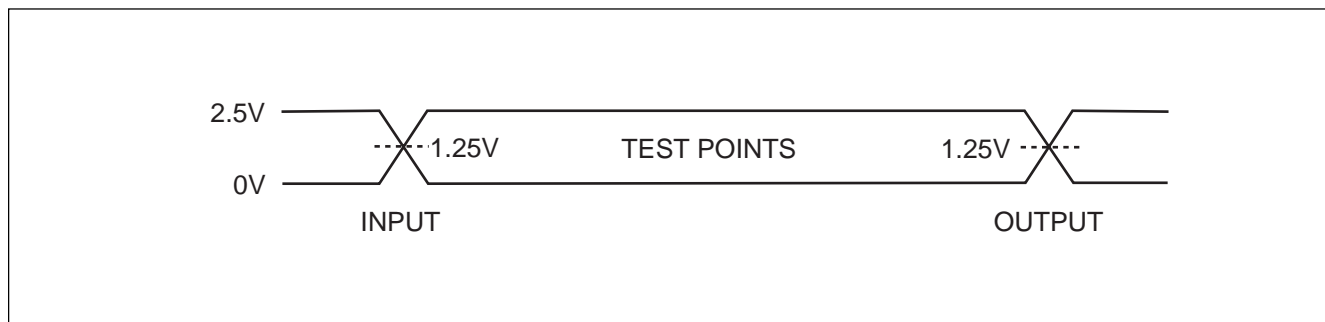 2.5V
1.25V TEST POINTS 1.25V
0V
INPUT OUTPUT